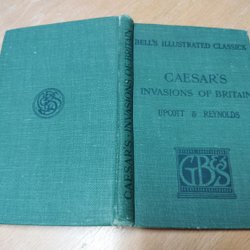 BELL'S ILLUSTRATED CLASSICS
CAESAR'S
INVASIONS OF BRITAIN
UPCOTT & REYNOLDS
GB&S
CAESAR'S INVASIONS OF BRITAIN